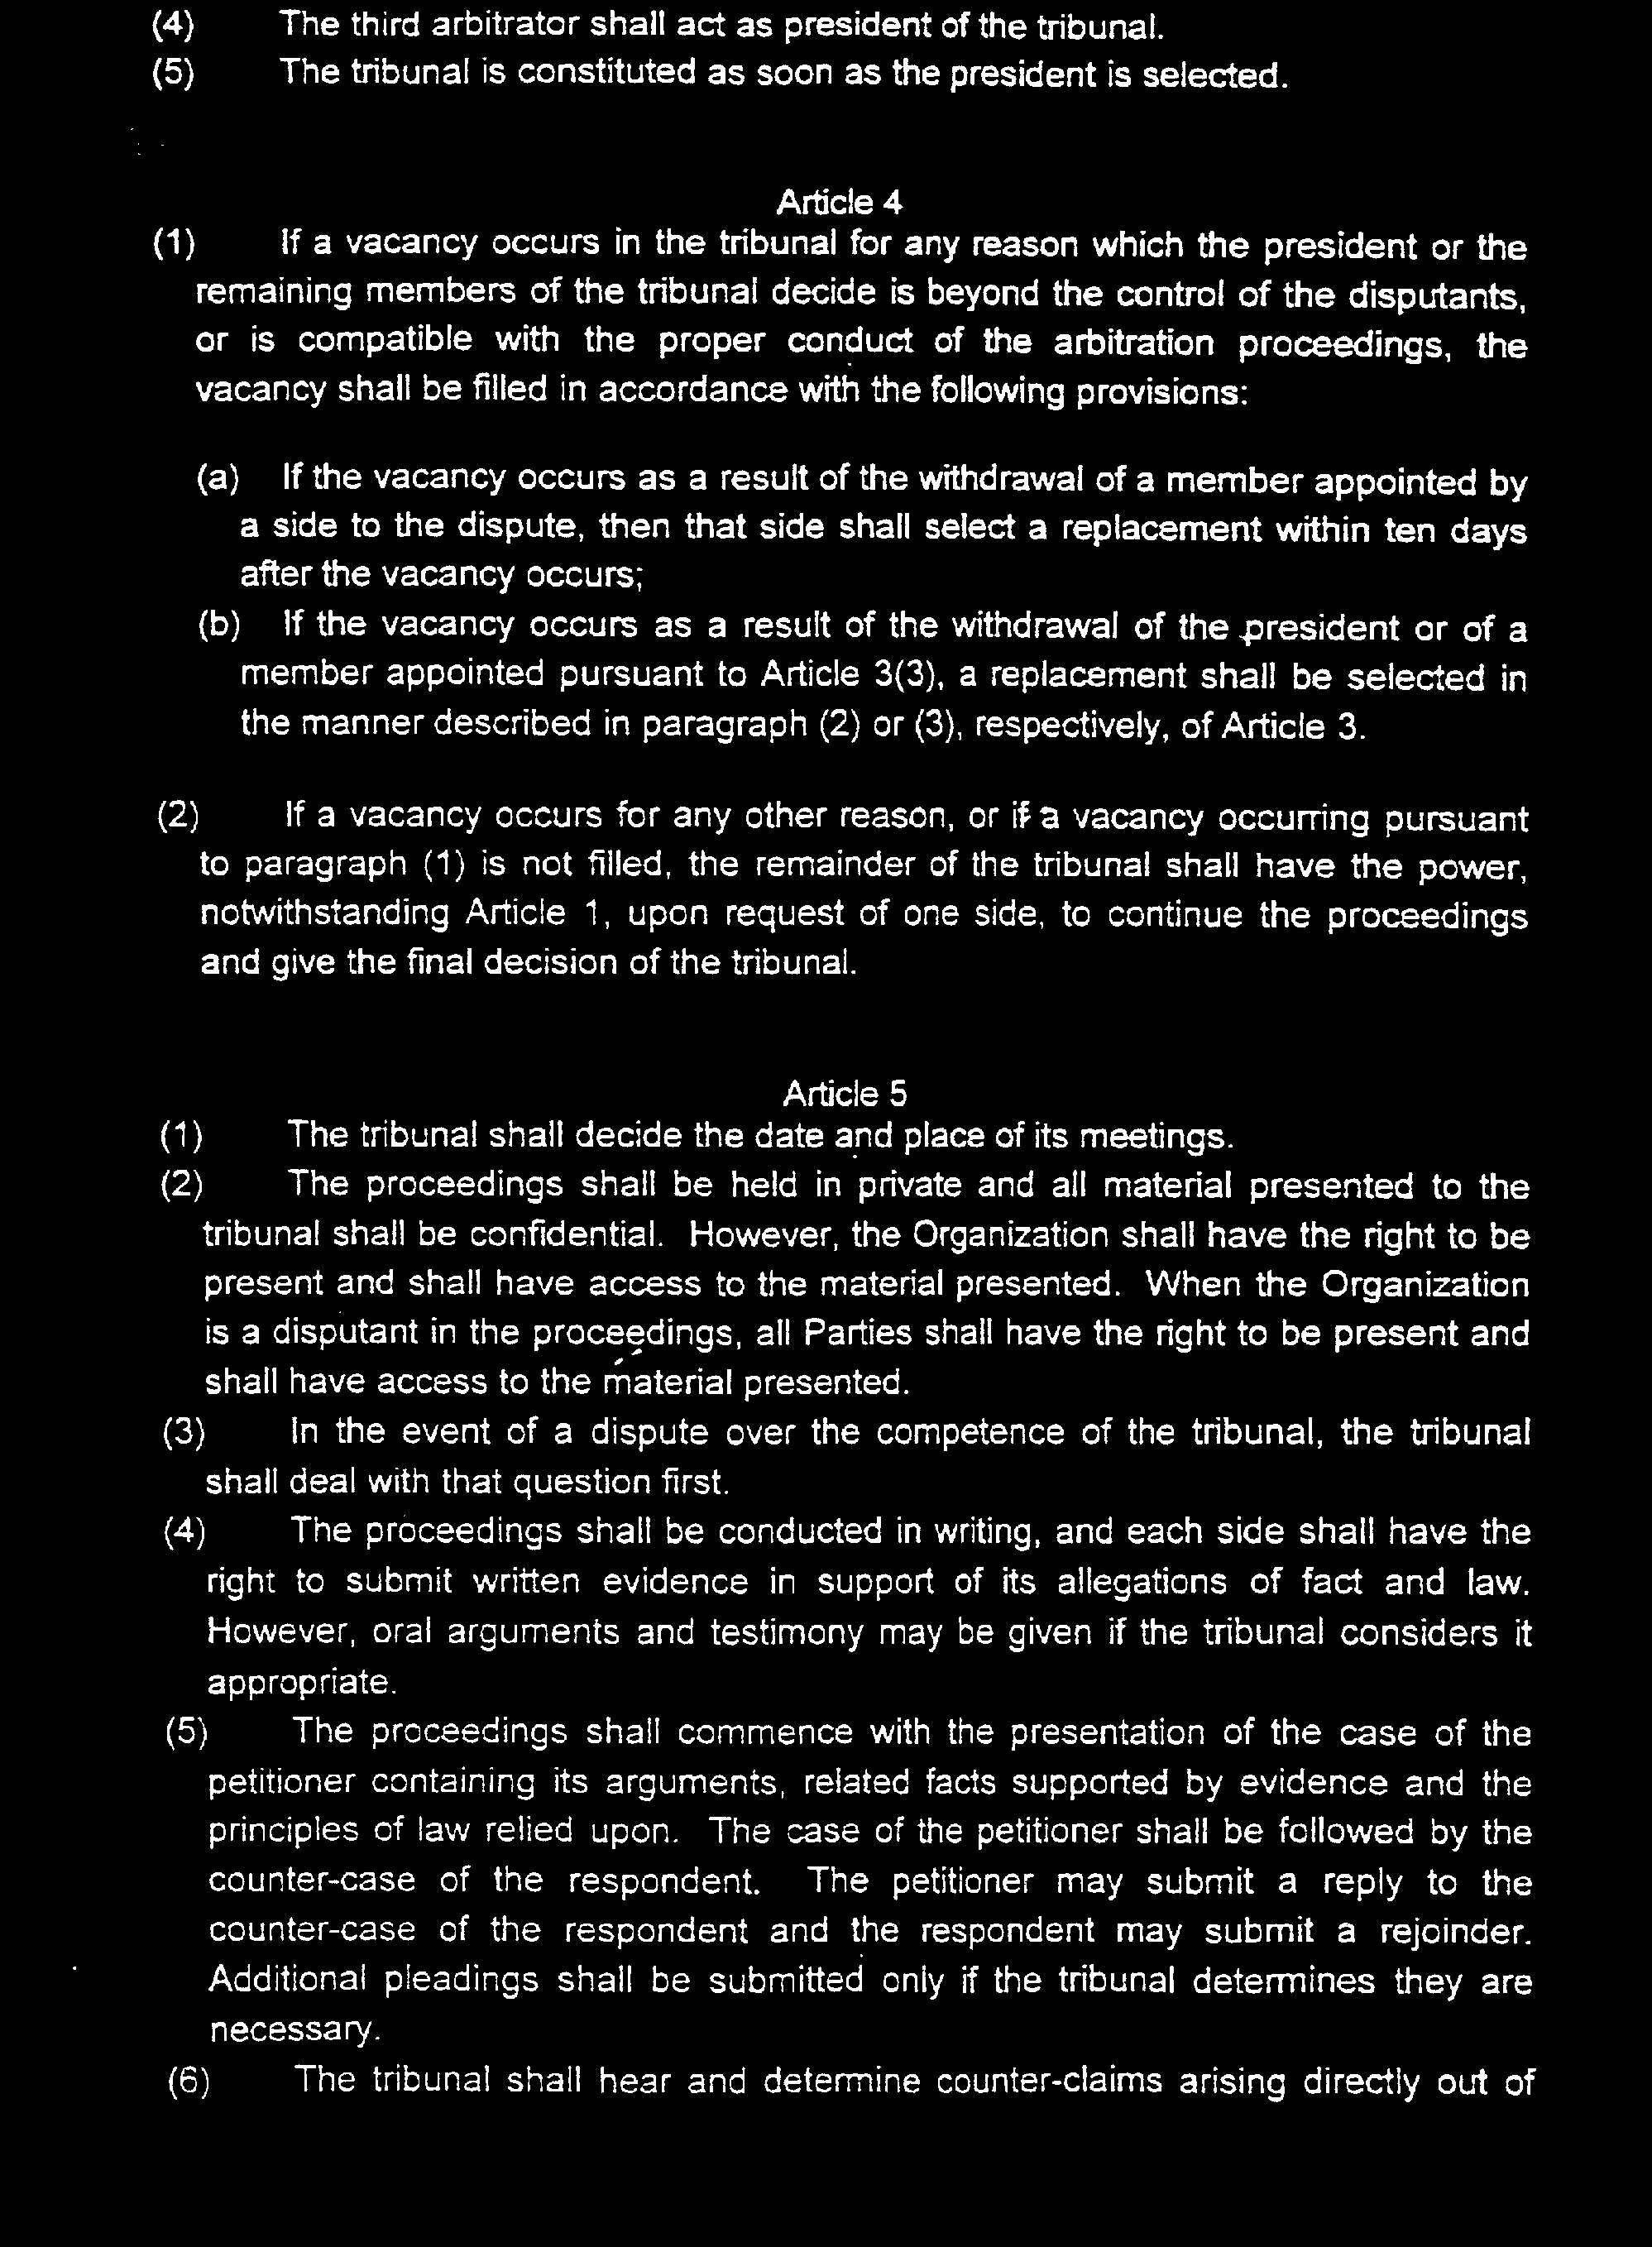 (4) The third arbitrator shall act as president of the tribunal.
(5) The tribunal is constituted as soon as the president is selected.
Article 4
(1) If a vacancy occurs in the tribunal for any reason which the president or the
remaining members of the tribunal decide is beyond the control of the disputants,
or is compatible with the proper conduct of the arbitration proceedings, the
vacancy shall be filled in accordance with the following provisions:
(a) If the vacancy occurs as a result of the withdrawal of a member appointed by
a side to the dispute, then that side shall select a replacement within ten days
after the vacancy occurs;
(b) If the vacancy occurs as a result of the withdrawal of the president or of a
member appointed pursuant to Article 3(3), a replacement shall be selected in
the manner described in paragraph (2) or (3), respectively, of Article 3.
(2) If a vacancy occurs for any other reason, or if a vacancy occurring pursuant
to paragraph (1) is not filled, the remainder of the tribunal shall have the power,
notwithstanding Article 1, upon request of one side, to continue the proceedings
and give the final decision of the tribunal.
Article 5
(1) The tribunal shall decide the date and place of its meetings.
(2) The proceedings shall be held in private and all material presented to the
tribunal shall be confidential. However, the Organization shall have the right to be
present and shall have access to the material presented. When the Organization
is a disputant in the proceedings, all Parties shall have the right to be present and
shall have access to the material presented.
(3) In the event of a dispute over the competence of the tribunal, the tribunal
shall deal with that question first.
(4) The proceedings shall be conducted in writing, and each side shall have the
right to submit written evidence in support of its allegations of fact and law.
However, oral arguments and testimony may be given if the tribunal considers it
appropriate.
(5) The proceedings shall commence with the presentation of the case of the
petitioner containing its arguments, related facts supported by evidence and the
principles of law relied upon. The case of the petitioner shall be followed by the
counter-case of the respondent. The petitioner may submit a reply to the
counter-case of the respondent and the respondent may submit a rejoinder.
Additional pleadings shall be submitted only if the tribunal determines they are
necessary.
(6) The tribunal shall hear and determine counter-claims arising directly out of